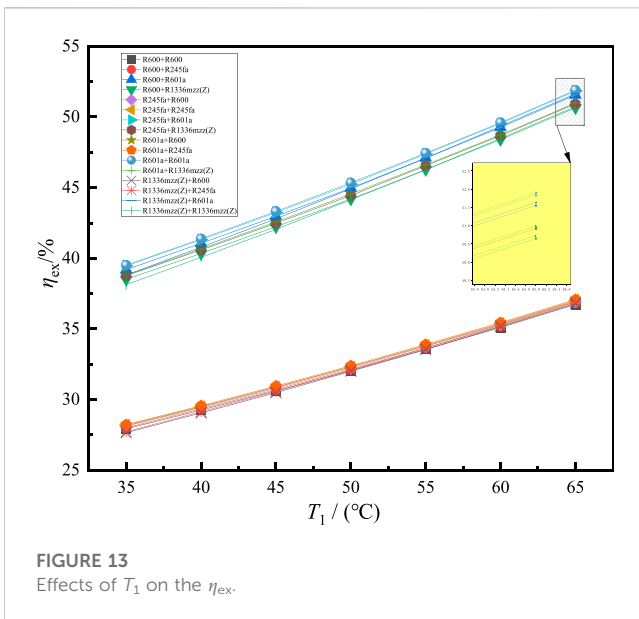 55
50
45
40
35
30
25
ηex/%
R600+R600
R600+R245fa
R600+R601a
R600+R1336mzz(Z)
R245fa+R600
R245fa+R245fa
R245fa+R601a
R245fa+R1336mzz(Z)
R601a+R600
R601a+R245fa
R601a+R601a
R601a+R1336mzz(Z)
R1336mzz(Z)+R600
R1336mzz(Z)+R245fa
R1336mzz(Z)+R601a
R1336mzz(Z)+R1336mzz(Z)
35 40 45 50 55 60 65
T1 / (°C)
FIGURE 13
Effects of T1 on the ηex.